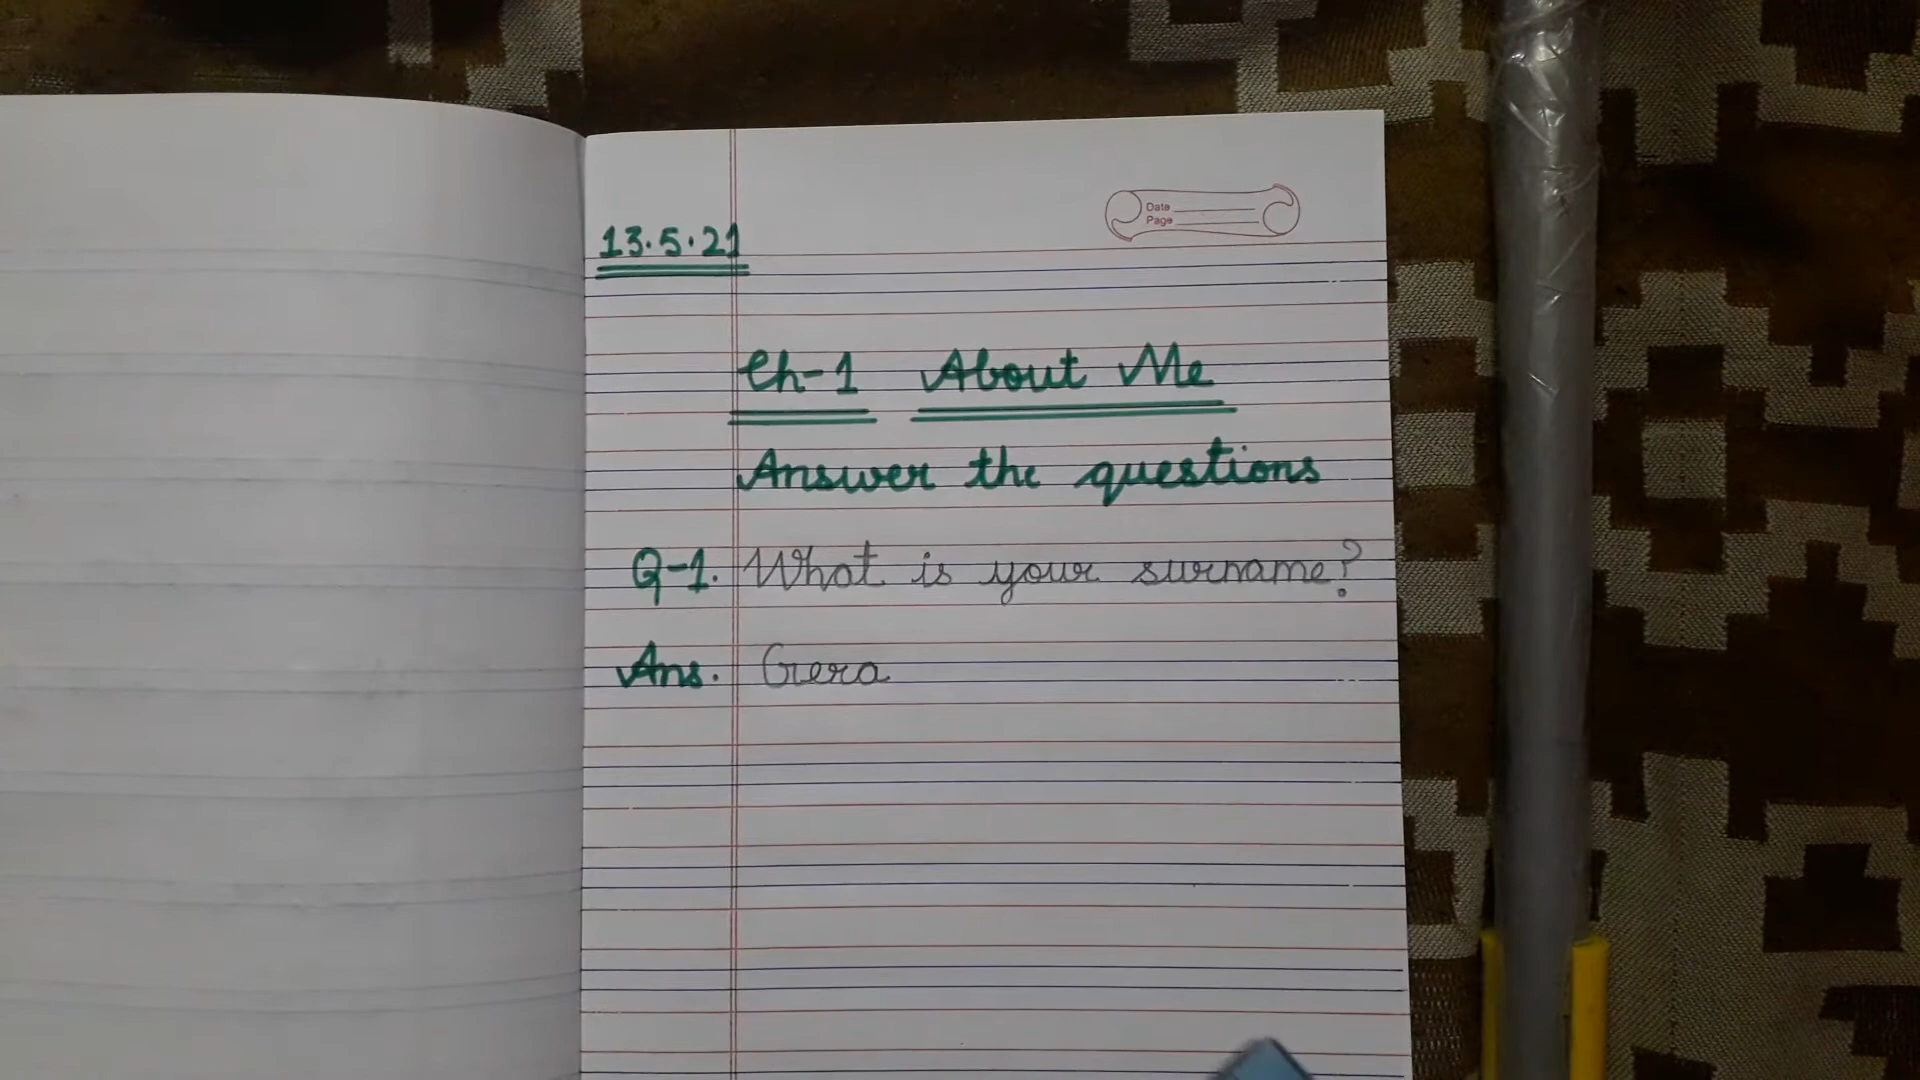 Date
Page
13.5.21
Ch-1 About Me
Answer the questions
Q-1. What is your surname?
Ans. Gera